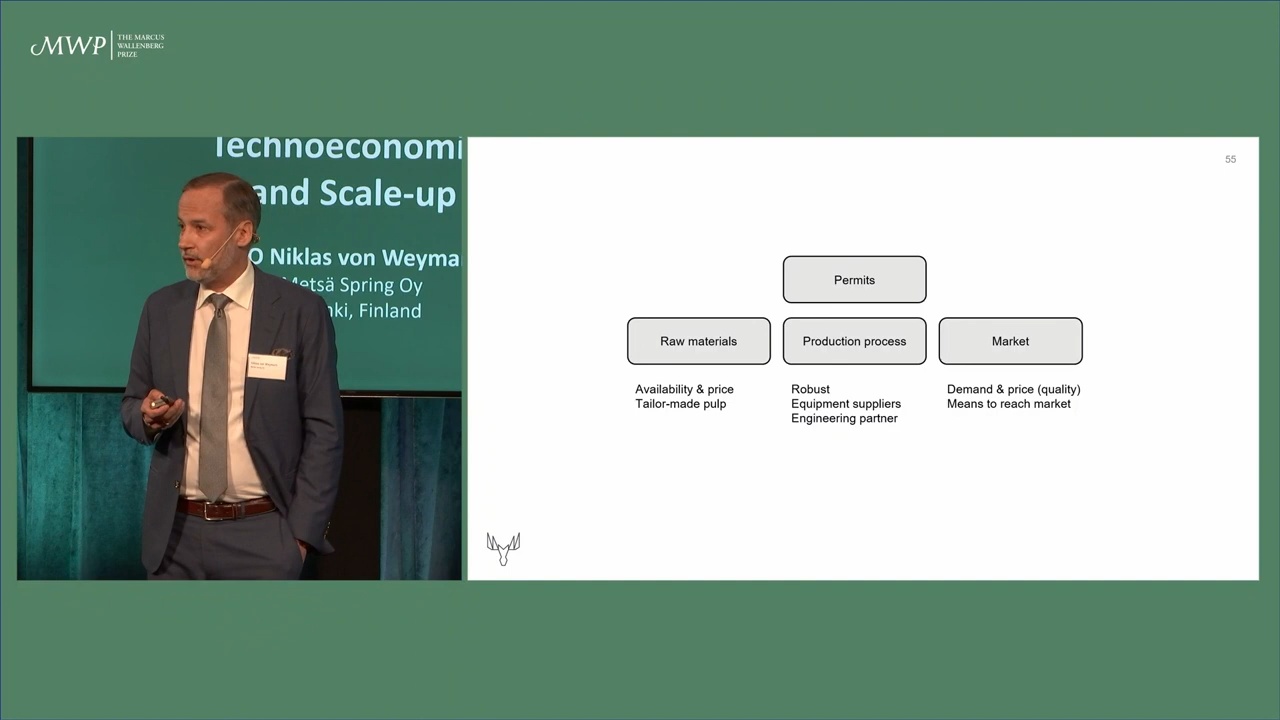 MWP
THE MARCUS
WALLENBERG
PRIZE
Technoeconomi
and Scale-up
O Niklas von Weyma
Metsä Spring Oy
nki, Finland
55
Permits
Raw materials
Production process
Market
Availability & price
Tailor-made pulp
Robust
Equipment suppliers
Engineering partner
Demand & price (quality)
Means to reach market